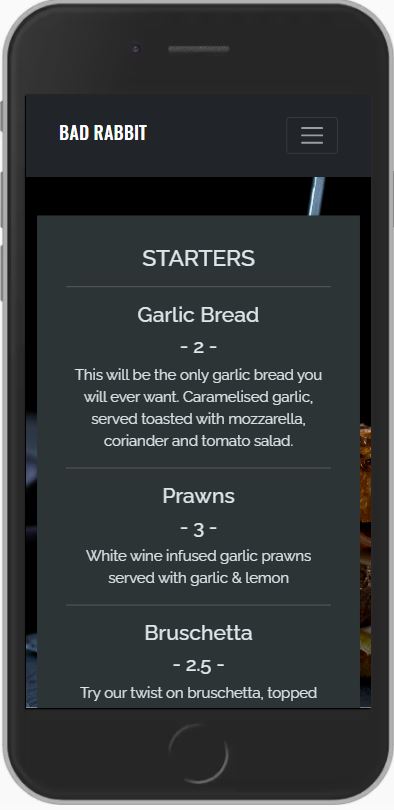 BAD RABBIT
STARTERS
Garlic Bread
- 2 -
This will be the only garlic bread you
will ever want. Caramelised garlic,
served toasted with mozzarella,
coriander and tomato salad.
Prawns
- 3 -
White wine infused garlic prawns
served with garlic & lemon
Bruschetta
- 2.5 -
Try our twist on bruschetta, topped